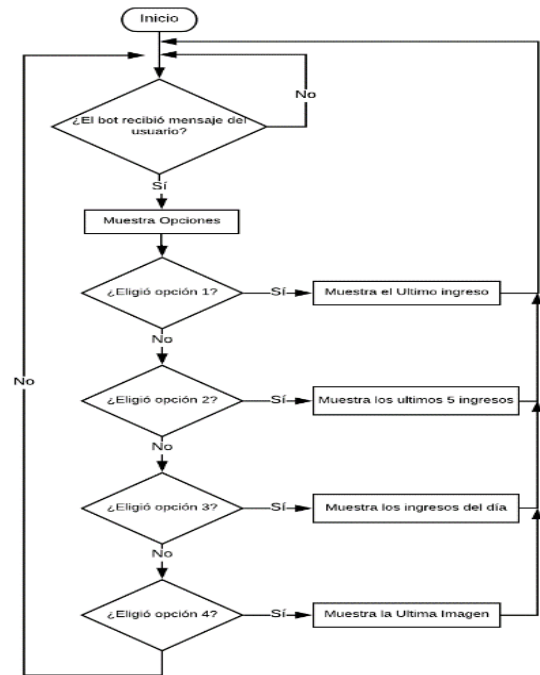 Inicio
No
¿El bot recibió mensaje del
usuario?
Sí
Muestra Opciones
¿Eligió opción 1?
Sí
Muestra el Ultimo ingreso
No
No
¿Eligió opción 2?
Sí
Muestra los ultimos 5 ingresos
No
¿Eligió opción 3?
Sí
Muestra los ingresos del día
No
¿Eligió opción 4?
Sí
Muestra la Ultima Imagen